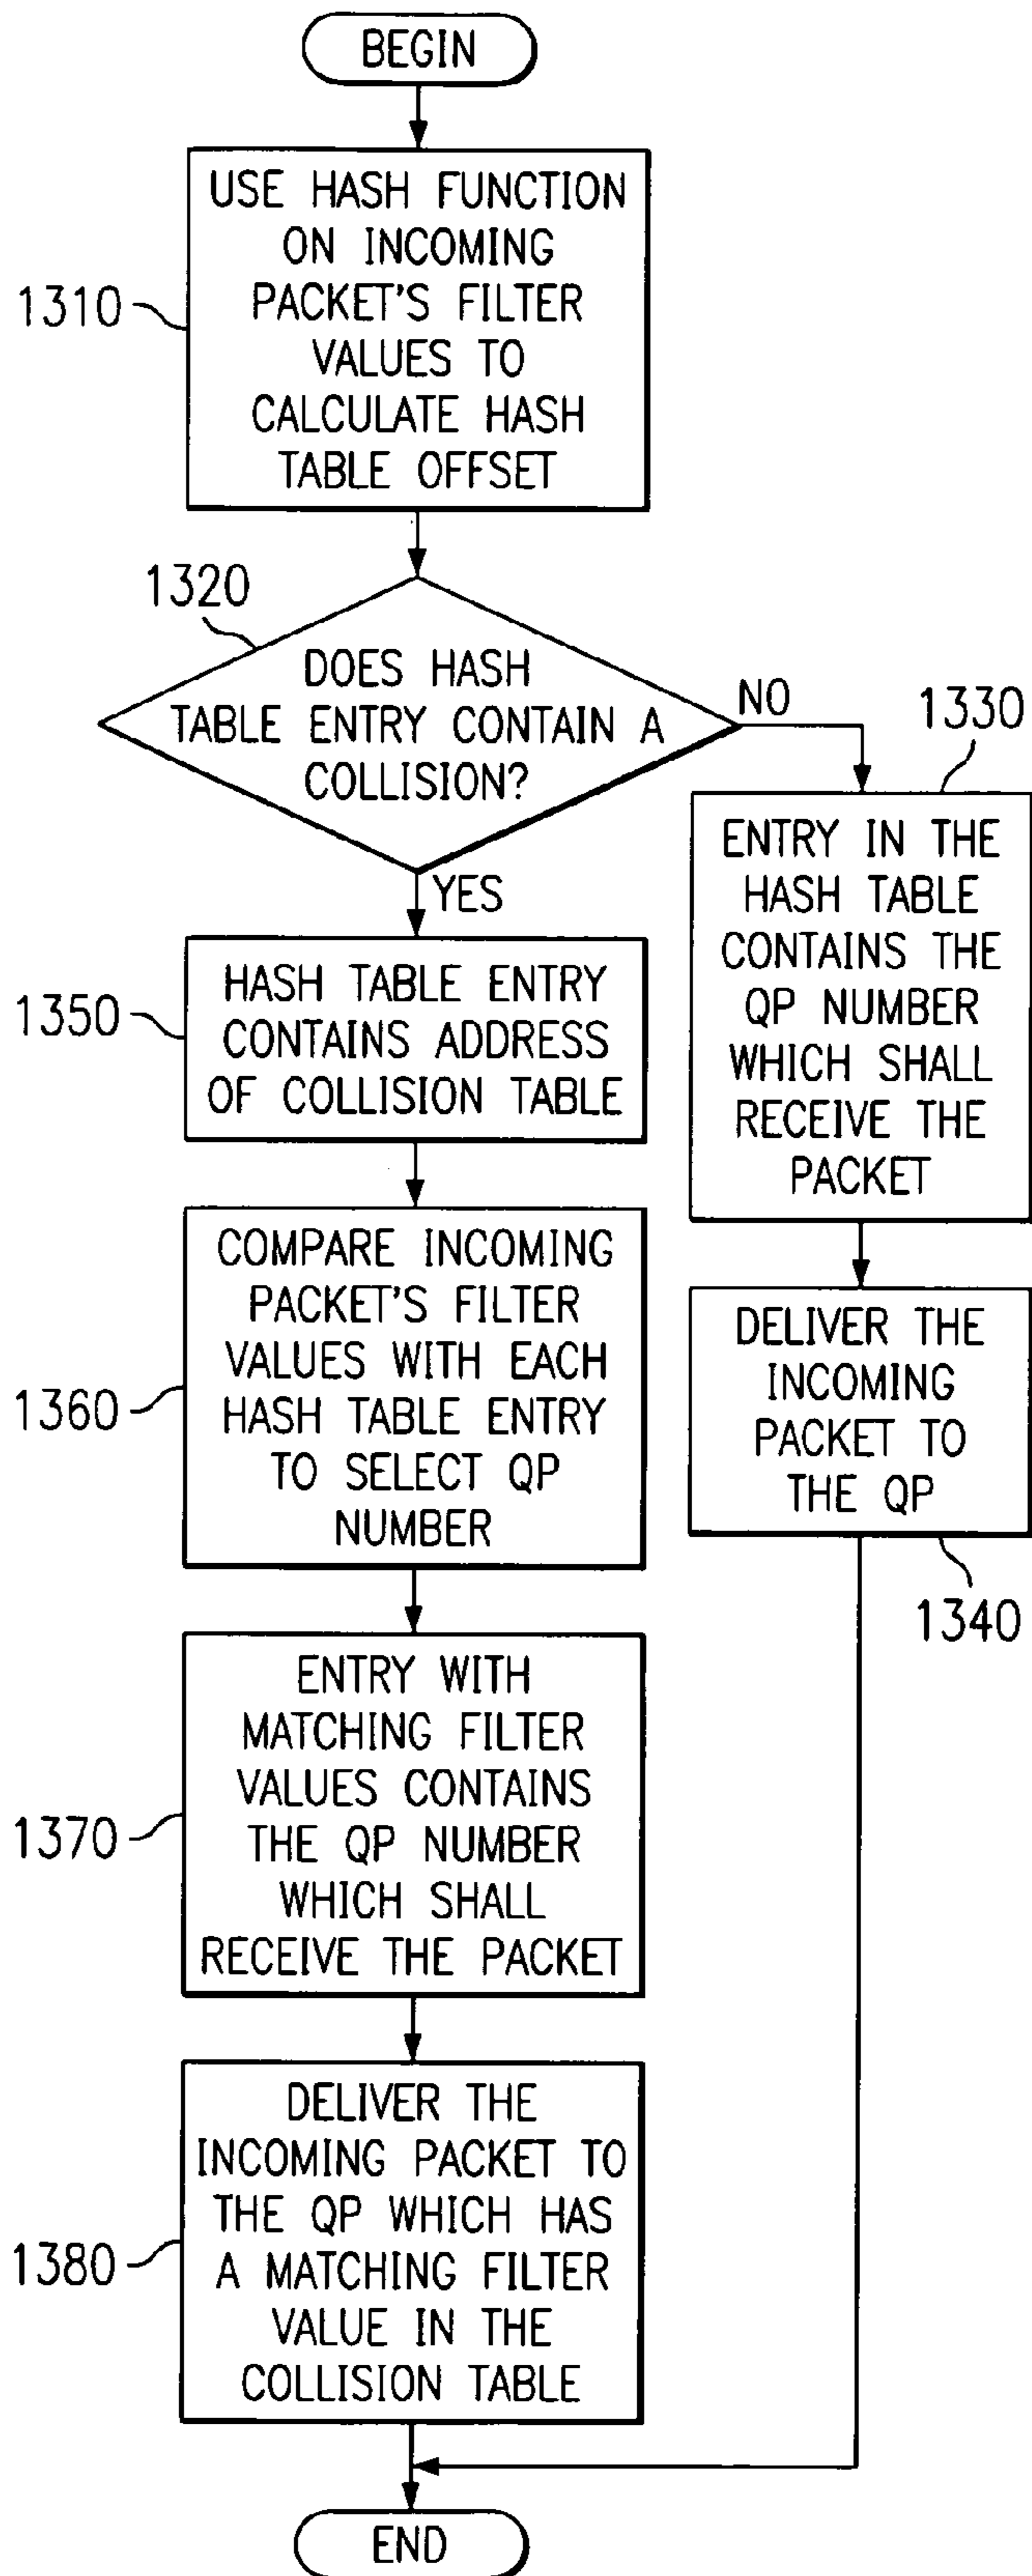 BEGIN
1310
USE HASH FUNCTION
ON INCOMING
PACKET'S FILTER
VALUES TO
CALCULATE HASH
TABLE OFFSET
1320
DOES HASH
TABLE ENTRY CONTAIN A
COLLISION?
NO
YES
1330
ENTRY IN THE
HASH TABLE
CONTAINS THE
QP NUMBER
WHICH SHALL
RECEIVE THE
PACKET
DELIVER THE
INCOMING
PACKET TO
THE QP
1340
1350
HASH TABLE ENTRY
CONTAINS ADDRESS
OF COLLISION TABLE
1360
COMPARE INCOMING
PACKET'S FILTER
VALUES WITH EACH
HASH TABLE ENTRY
TO SELECT QP
NUMBER
1370
ENTRY WITH
MATCHING FILTER
VALUES CONTAINS
THE QP NUMBER
WHICH SHALL
RECEIVE THE PACKET
1380
DELIVER THE
INCOMING PACKET TO
THE QP WHICH HAS
A MATCHING FILTER
VALUE IN THE
COLLISION TABLE
END